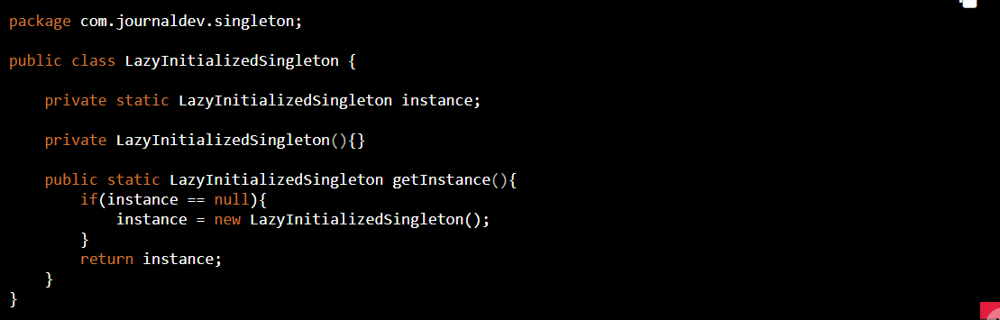 package com.journaldev.singleton;
public class LazyInitializedSingleton {
private static LazyInitializedSingleton instance;
private LazyInitializedSingleton(){}
public static LazyInitializedSingleton getInstance(){
if(instance == null){
instance = new LazyInitializedSingleton();
}
return instance;
}
}